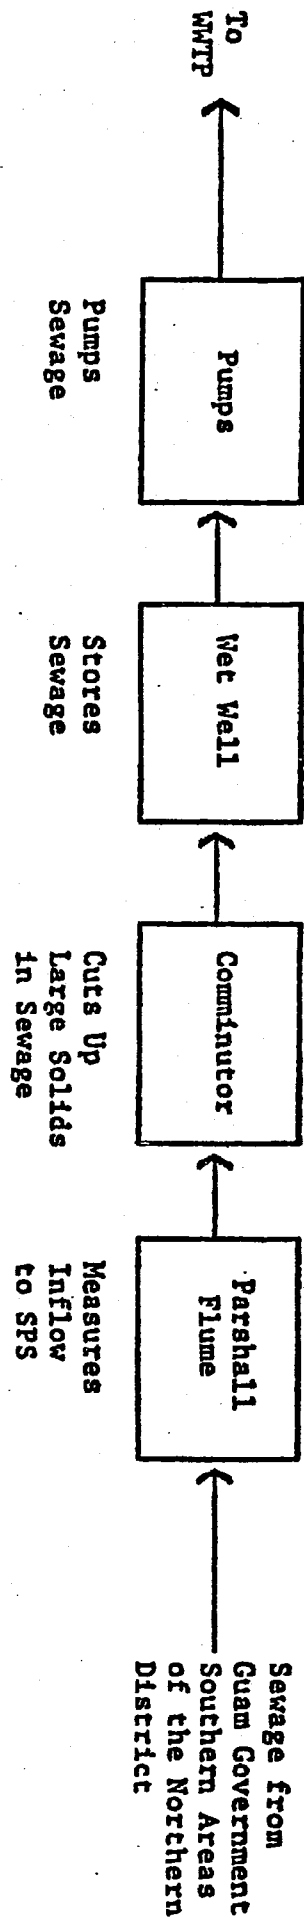 To
WWTP
Pumps
Pumps
Sewage
Wet Well
Stores
Sewage
Comminutor
Cuts Up
Large Solids
in Sewage
Parshall
Flume
Measures
Inflow
to SPS
Sewage from
Guam Government
Southern Areas
of the Northern
District